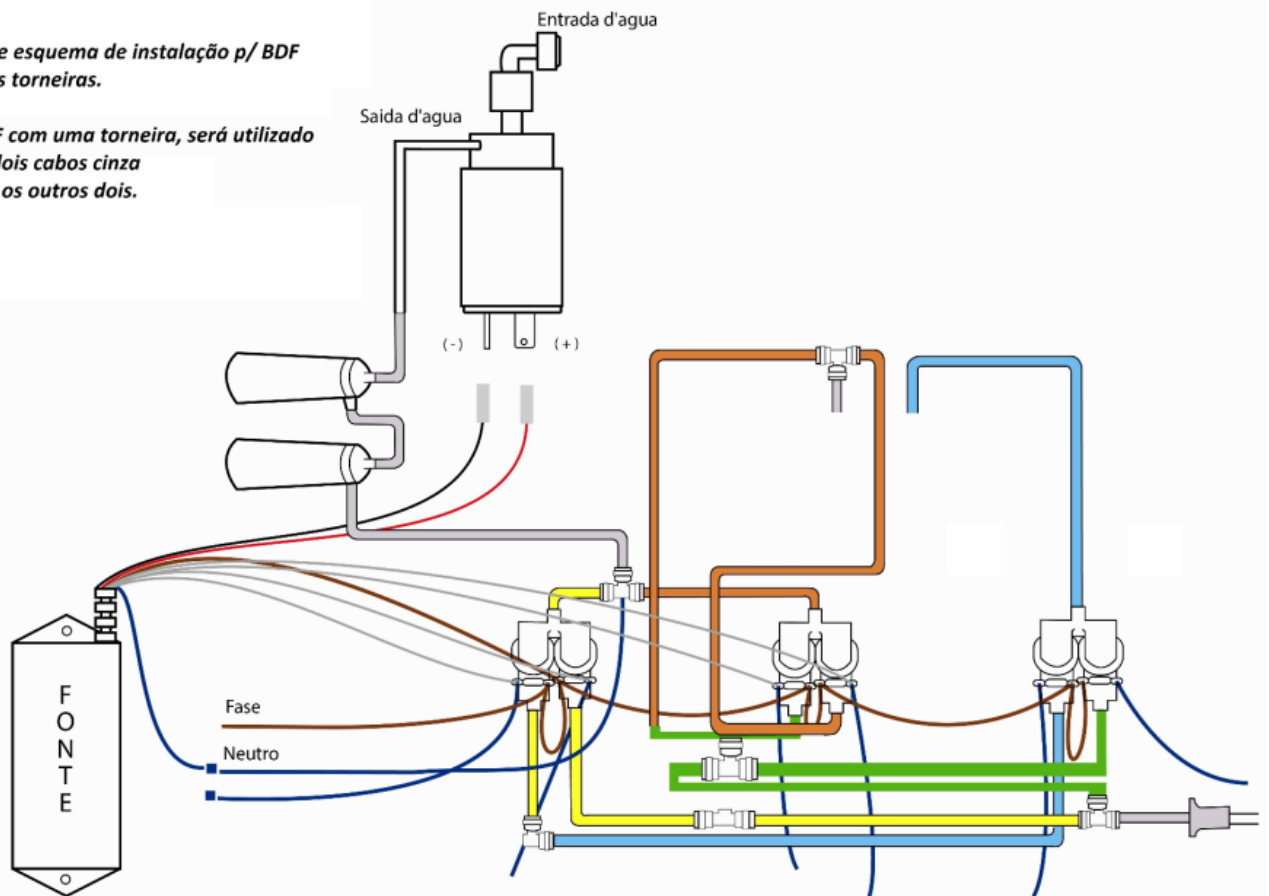 Entrada d'agua
e esquema de instalação p/ BDF
s torneiras.
Saida d'agua
F com uma torneira, será utilizado
dois cabos cinza
os outros dois.
(-)
(+)
FONTE
Fase
Neutro